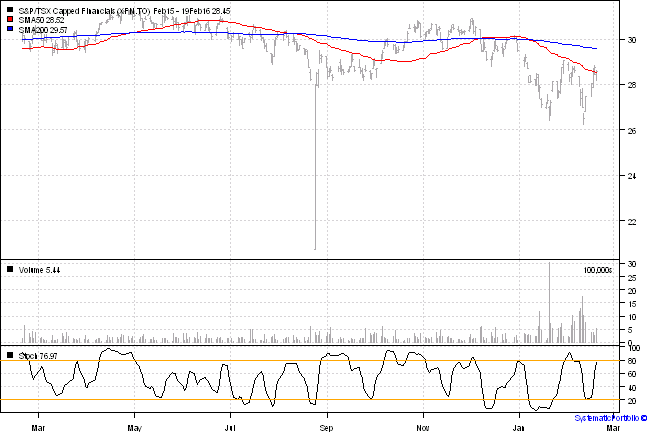 S&P/TSX Capped Financials (XFN.TO) Feb15 - 19Feb16 28.45
SMA50 28.52
SMA200 29.57
30
28
26
24
22
Volume 5.44
100,000s
30
25
20
15
10
5
0
Stoch 76.97
100
80
60
40
20
Mar May Jul Sep Nov Jan Mar
SystematicPortfolio ©